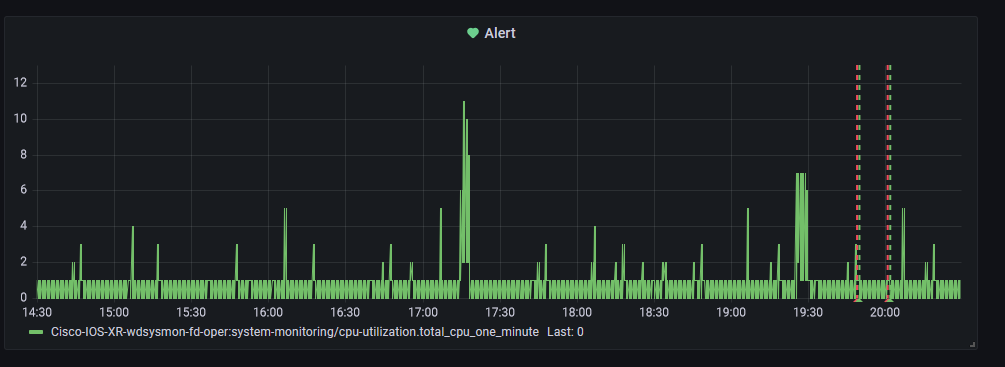 Alert
12
10
8
6
4
2
0
14:30 15:00 15:30 16:00 16:30 17:00 17:30 18:00 18:30 19:00 19:30 20:00
Cisco-IOS-XR-wdsysmon-fd-oper:system-monitoring/cpu-utilization.total_cpu_one_minute Last: 0